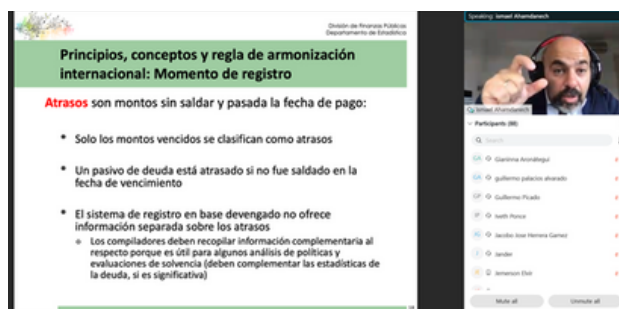 División de Finanzas Públicas
Departamento de Estadística
Principios, conceptos y regla de armonización
internacional: Momento de registro
Atrasos son montos sin saldar y pasada la fecha de pago:
* Solo los montos vencidos se clasifican como atrasos
* Un pasivo de deuda está atrasado si no fue saldado en la
fecha de vencimiento
* El sistema de registro en base devengado no ofrece
información separada sobre los atrasos
Los compiladores deben recopilar información complementaria al
respecto porque es útil para algunos análisis de políticas y
evaluaciones de solvencia (deben complementar las estadísticas de
la deuda, si es significativa)
Speaking: Ismael Ahamdanech
Ismael Ahamdanech
Participants (88)
Search
Gianinna Aronátegui
guillermo palacios alvarado
GP Guillermo Picado
IP Iveth Ponce
Jacobo Jose Herrera Gamez
J Jander
Jemerson Elvir
Mute all
Unmute all